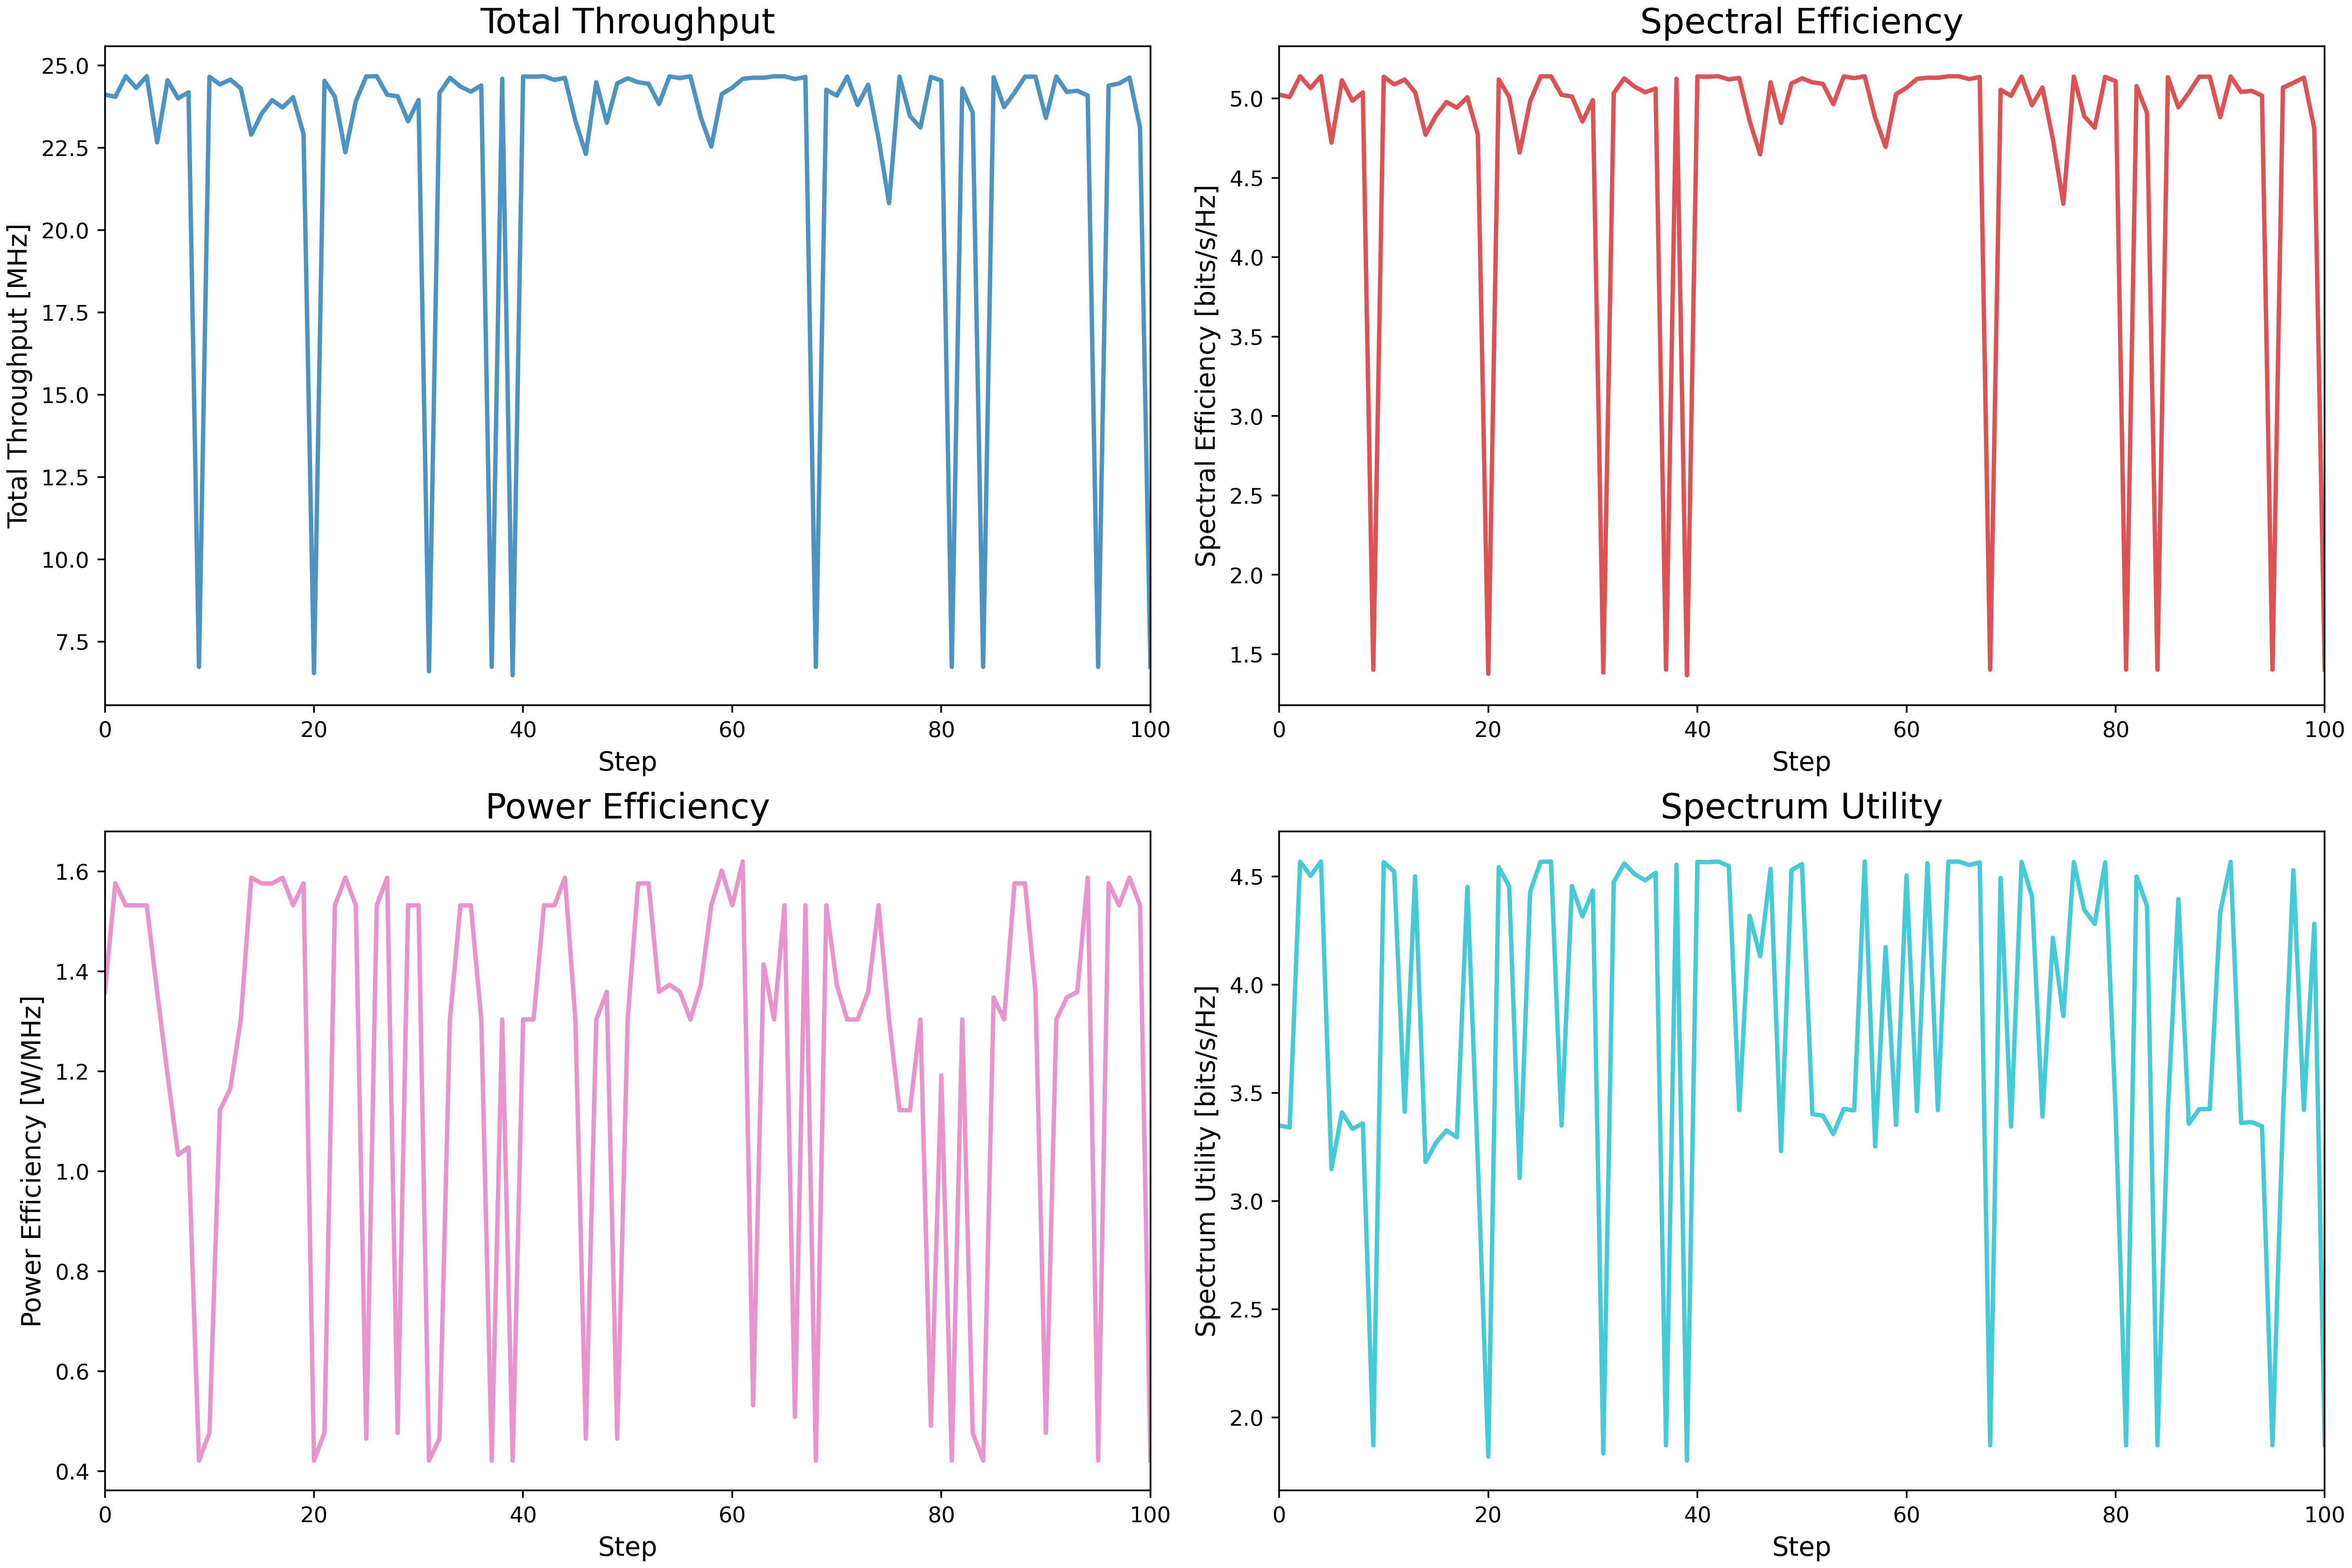 Total Throughput
Total Throughput [MHz]
25.0
22.5
20.0
17.5
15.0
12.5
10.0
7.5
0 20 40 60 80 100
Step
Spectral Efficiency
Spectral Efficiency [bits/s/Hz]
5.0
4.5
4.0
3.5
3.0
2.5
2.0
1.5
0 20 40 60 80 100
Step
Power Efficiency
Power Efficiency [W/MHz]
1.6
1.4
1.2
1.0
0.8
0.6
0.4
0 20 40 60 80 100
Step
Spectrum Utility
Spectrum Utility [bits/s/Hz]
4.5
4.0
3.5
3.0
2.5
2.0
0 20 40 60 80 100
Step